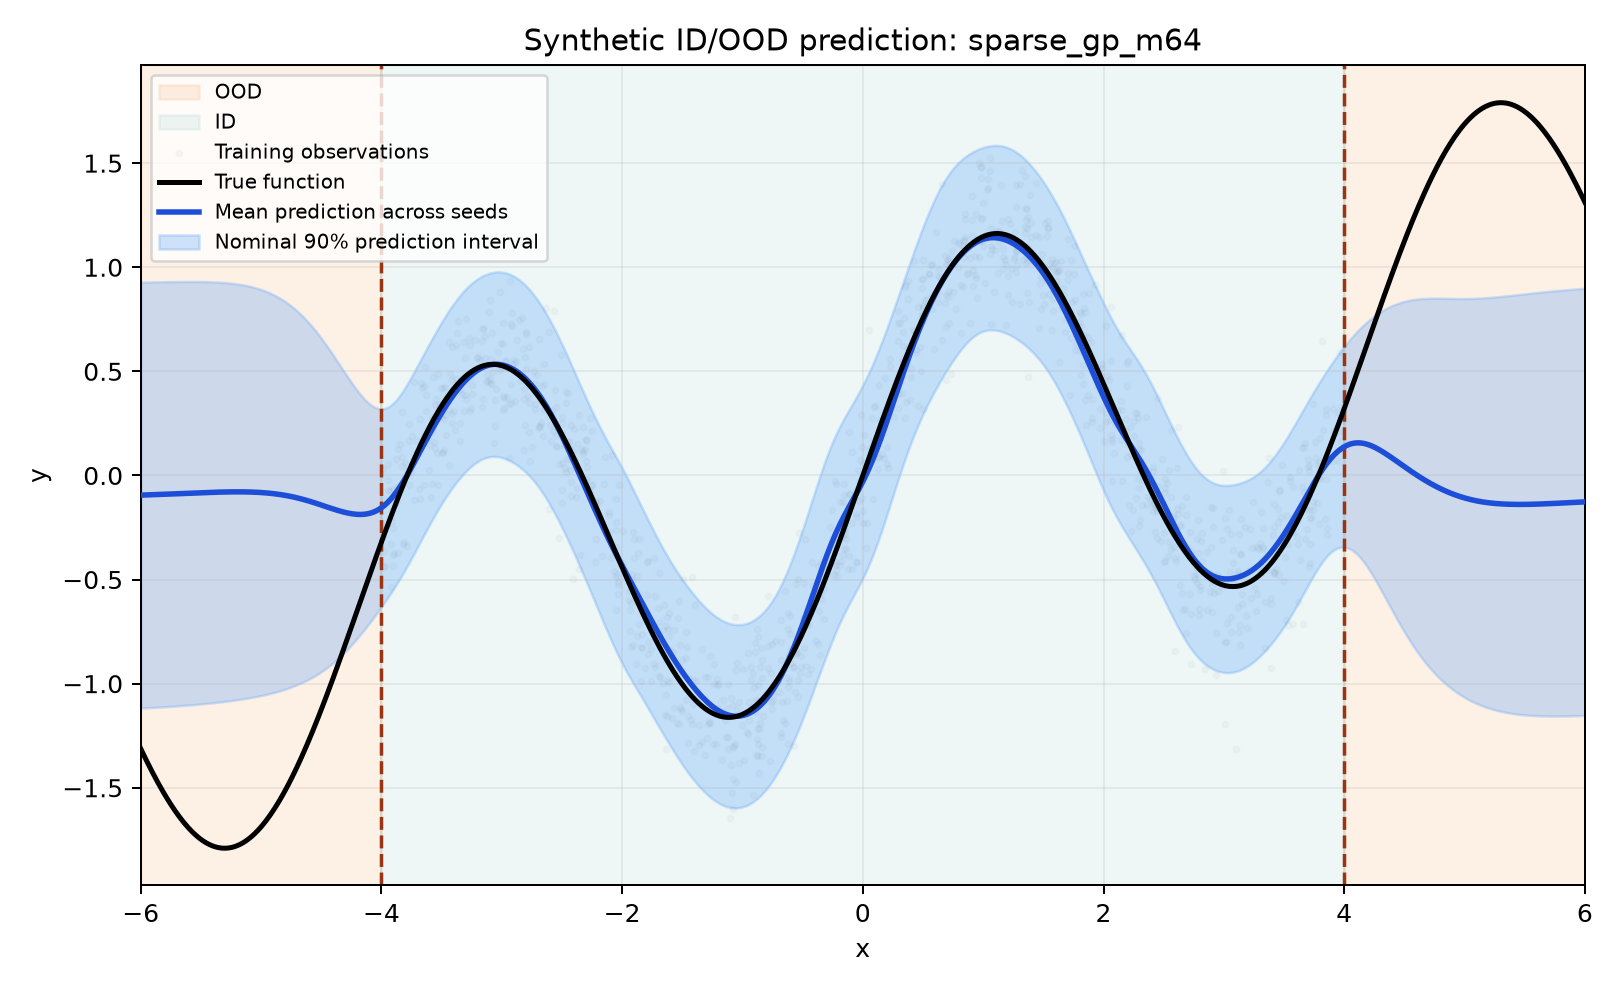 Synthetic ID/OOD prediction: sparse_gp_m64
OOD
ID
Training observations
True function
Mean prediction across seeds
Nominal 90% prediction interval
1.5
1.0
0.5
0.0
−0.5
−1.0
−1.5
y
−6 −4 −2 0 2 4 6
x